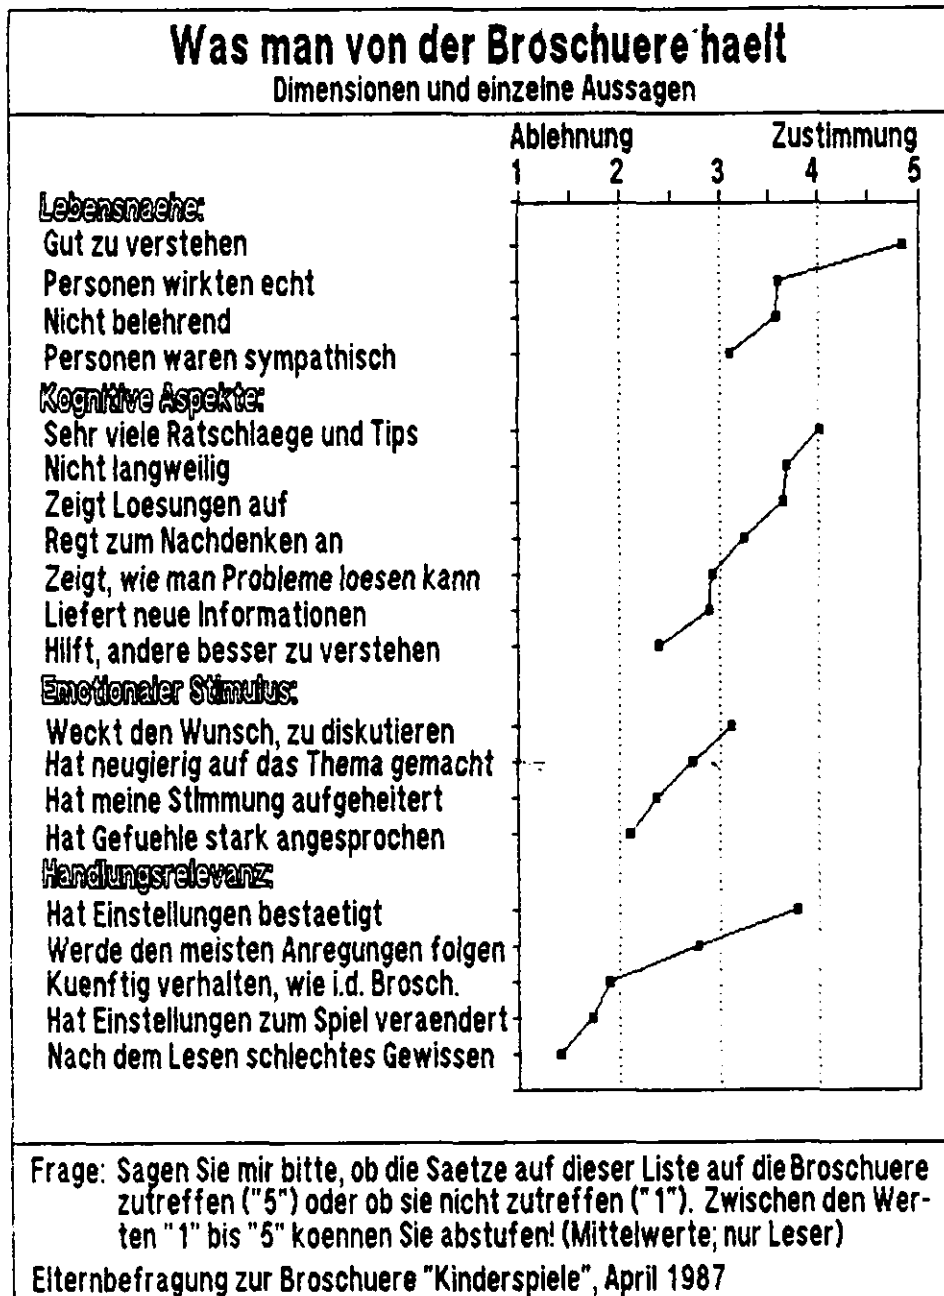 Was man von der Broschuere haelt
Dimensionen und einzelne Aussagen
Ablehnung Zustimmung
1 2 3 4 5
Lebensnaehe:
Gut zu verstehen
Personen wirkten echt
Nicht belehrend
Personen waren sympathisch
Kognitive Aspekte:
Sehr viele Ratschlaege und Tips
Nicht langweilig
Zeigt Loesungen auf
Regt zum Nachdenken an
Zeigt, wie man Probleme loesen kann
Liefert neue Informationen
Hilft, andere besser zu verstehen
Emotionaler Stimulus:
Weckt den Wunsch, zu diskutieren
Hat neugierig auf das Thema gemacht
Hat meine Stimmung aufgeheitert
Hat Gefuehle stark angesprochen
Handlungsrelevanz:
Hat Einstellungen bestaetigt
Werde den meisten Anregungen folgen
Kuenftig verhalten, wie i.d. Brosch.
Hat Einstellungen zum Spiel veraendert
Nach dem Lesen schlechtes Gewissen
Frage: Sagen Sie mir bitte, ob die Saetze auf dieser Liste auf die Broschuere
zutreffen ("5") oder ob sie nicht zutreffen ("1"). Zwischen den Wer-
ten "1" bis "5" koennen Sie abstufen! (Mittelwerte; nur Leser)
Elternbefragung zur Broschuere "Kinderspiele", April 1987